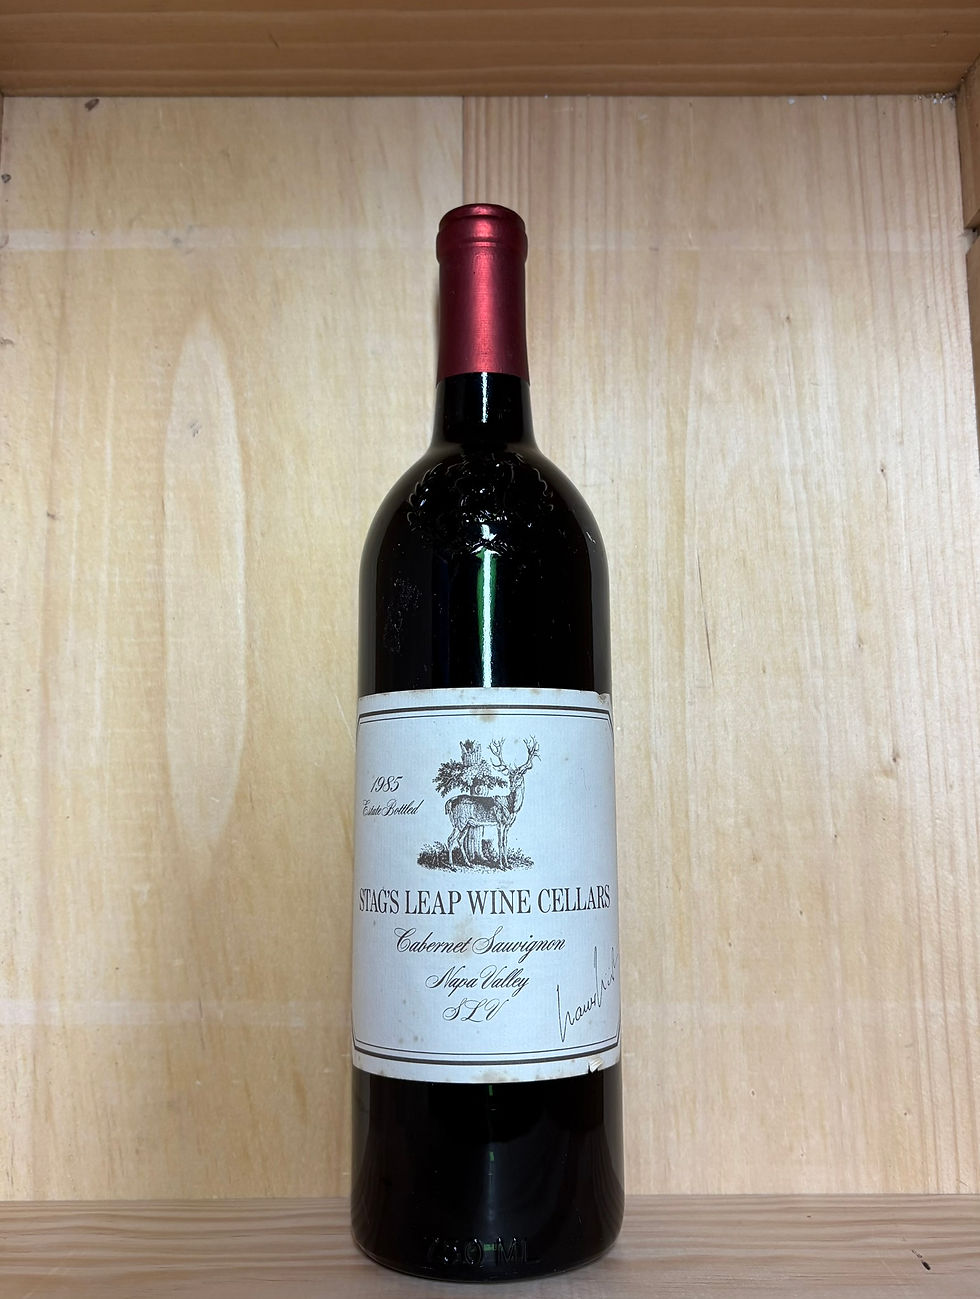 1985
Estate Bottled
STAG'S LEAP WINE CELLARS
Cabernet Sauvignon
Napa Valley
SLV
750 ML